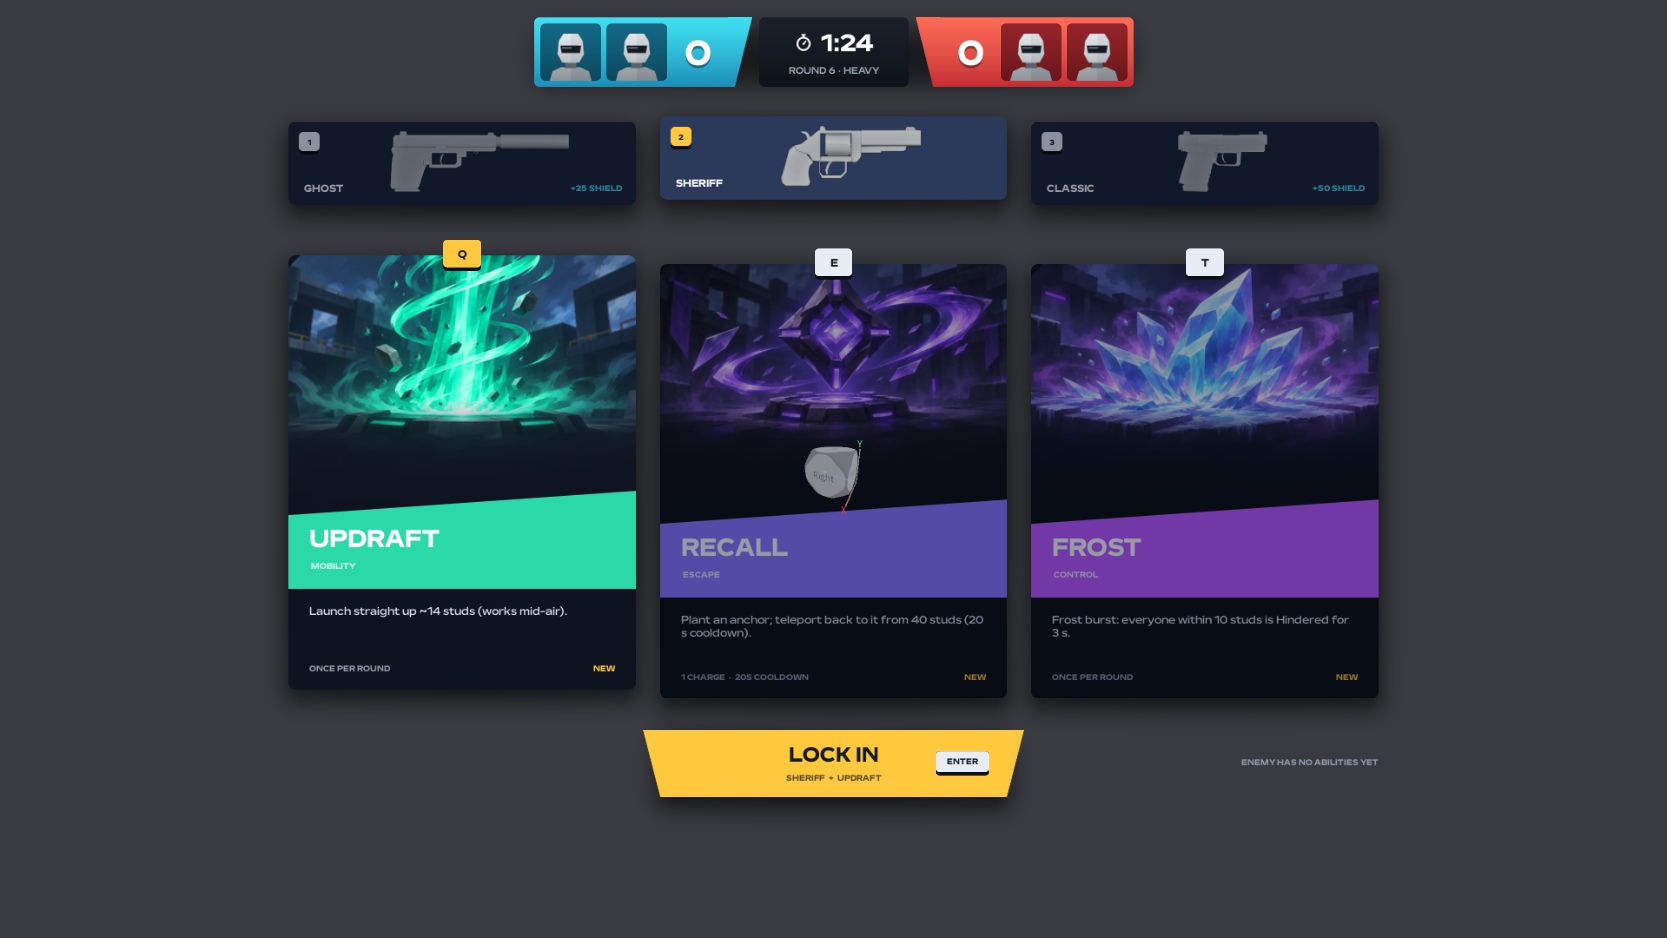 0
1:24
ROUND 6 · HEAVY
0
1
GHOST
+25 SHIELD
2
SHERIFF
3
CLASSIC
+50 SHIELD
Q
UPDRAFT
MOBILITY
Launch straight up ~14 studs (works mid-air).
ONCE PER ROUND
NEW
E
Y
Right
X
RECALL
ESCAPE
Plant an anchor; teleport back to it from 40 studs (20
s cooldown).
1 CHARGE · 20S COOLDOWN
NEW
T
FROST
CONTROL
Frost burst: everyone within 10 studs is Hindered for
3 s.
ONCE PER ROUND
NEW
LOCK IN
SHERIFF + UPDRAFT
ENTER
ENEMY HAS NO ABILITIES YET